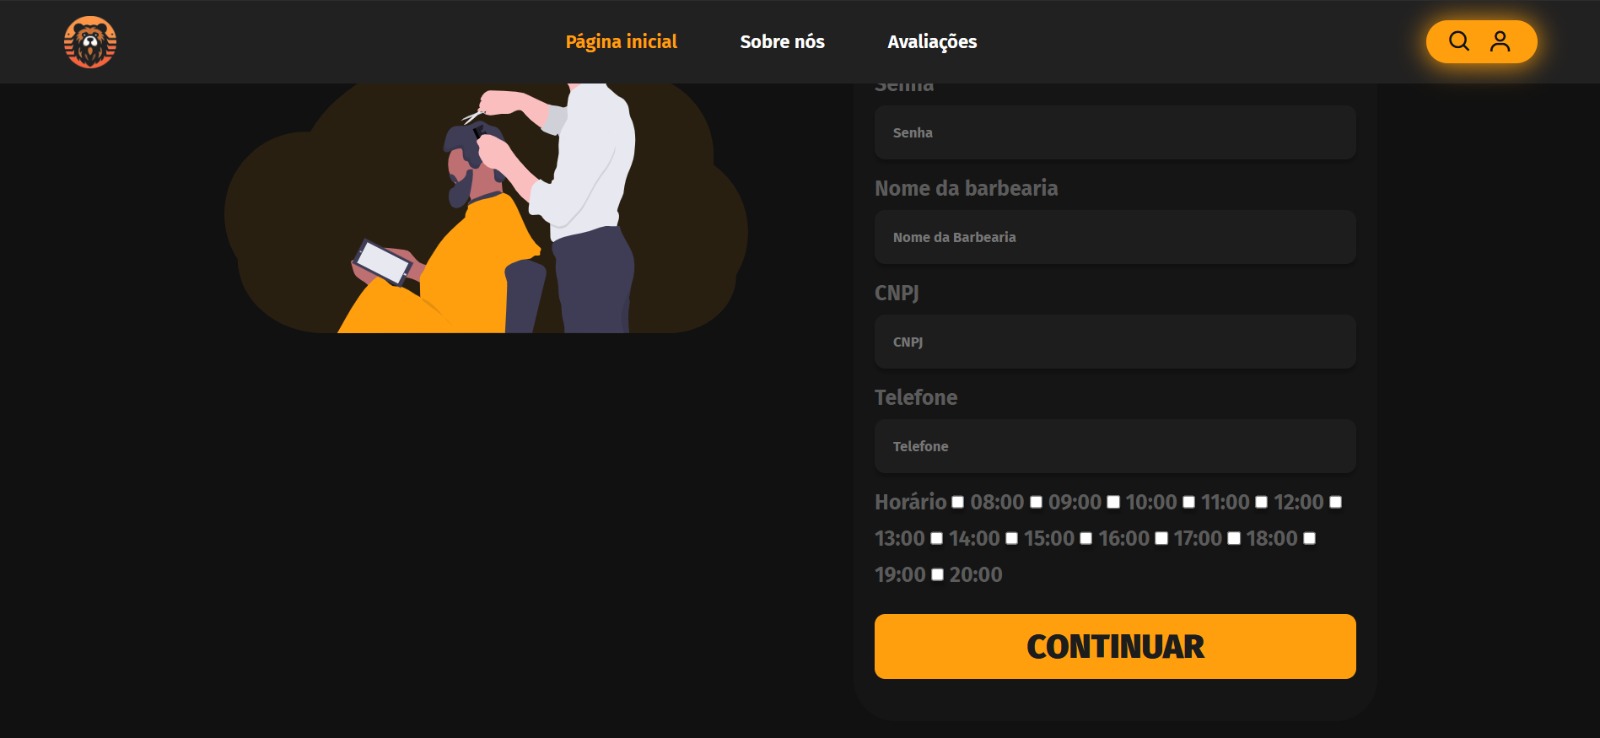 Página inicial
Sobre nós
Avaliações
Senha
Senha
Nome da barbearia
Nome da Barbearia
CNPJ
CNPJ
Telefone
Telefone
Horário 08:00 09:00 10:00 11:00 12:00
13:00 14:00 15:00 16:00 17:00 18:00
19:00 20:00
CONTINUAR